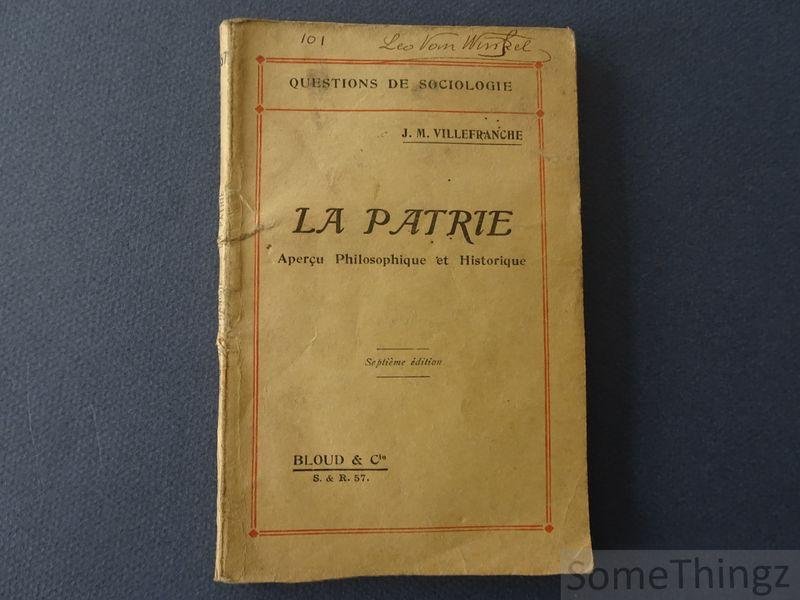 101 Leo Van Winkel
QUESTIONS DE SOCIOLOGIE
J. M. VILLEFRANCHE
LA PATRIE
Aperçu Philosophique et Historique
Septième édition
BLOUD & Cie
S. & R. 57.
SomeThingz